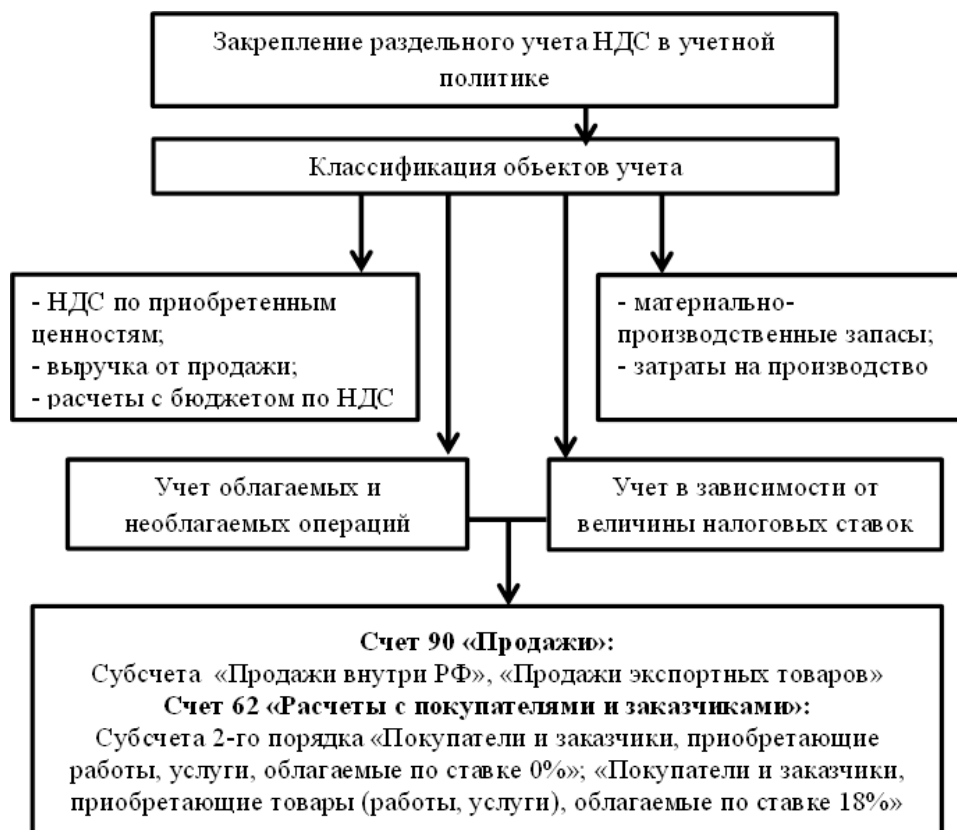 Закрепление раздельного учета НДС в учетной
политике
Классификация объектов учета
- НДС по приобретенным
ценностям;
- выручка от продажи;
- расчеты с бюджетом по НДС
- материально-
производственные запасы;
- затраты на производство
Учет облагаемых и
необлагаемых операций
Учет в зависимости от
величины налоговых ставок
Счет 90 «Продажи»:
Субсчета «Продажи внутри РФ», «Продажи экспортных товаров»
Счет 62 «Расчеты с покупателями и заказчиками»:
Субсчета 2-го порядка «Покупатели и заказчики, приобретающие
работы, услуги, облагаемые по ставке 0%»; «Покупатели и заказчики,
приобретающие товары (работы, услуги), облагаемые по ставке 18%»